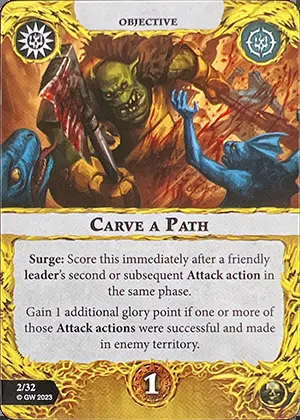 OBJECTIVE
CARVE A PATH
Surge: Score this immediately after a friendly
leader's second or subsequent Attack action in
the same phase.
Gain 1 additional glory point if one or more of
those Attack actions were successful and made
in enemy territory.
2/32
© GW 2023
1